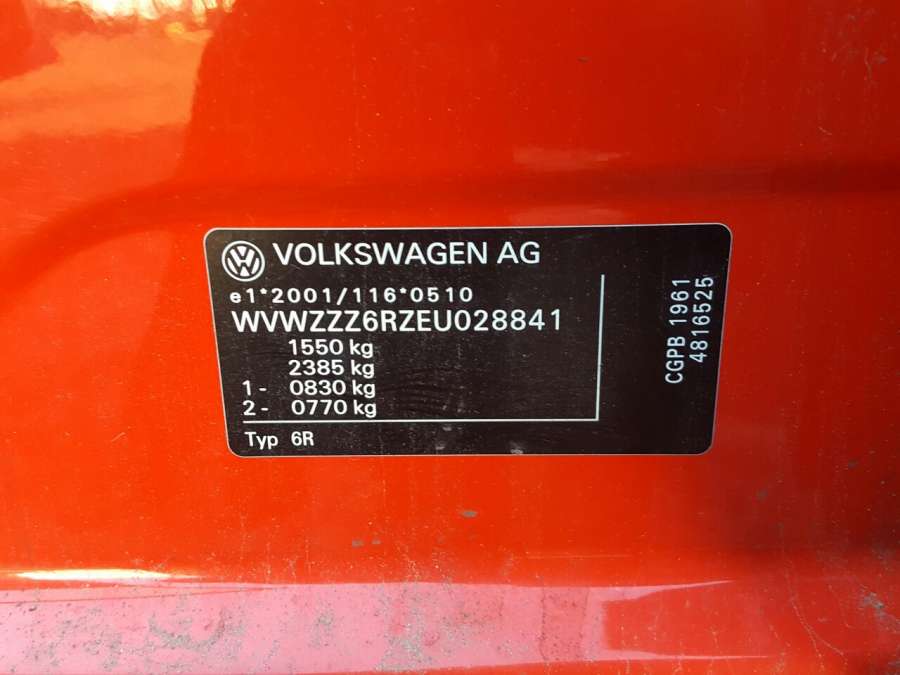 VOLKSWAGEN AG
e1*2001/116*0510
WVWZZZ6RZEU028841
1550 kg
2385 kg
1- 0830 kg
2- 0770 kg
Typ 6R
CGPB 1961
4816525